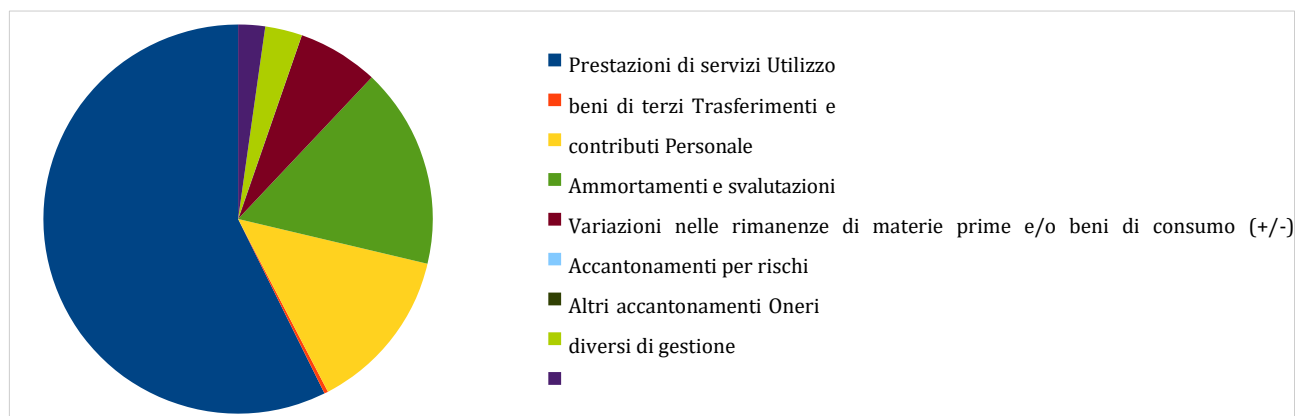 Prestazioni di servizi Utilizzo
beni di terzi Trasferimenti e
contributi Personale
Ammortamenti e svalutazioni
Variazioni nelle rimanenze di materie prime e/o beni di consumo (+/-)
Accantonamenti per rischi
Altri accantonamenti Oneri
diversi di gestione